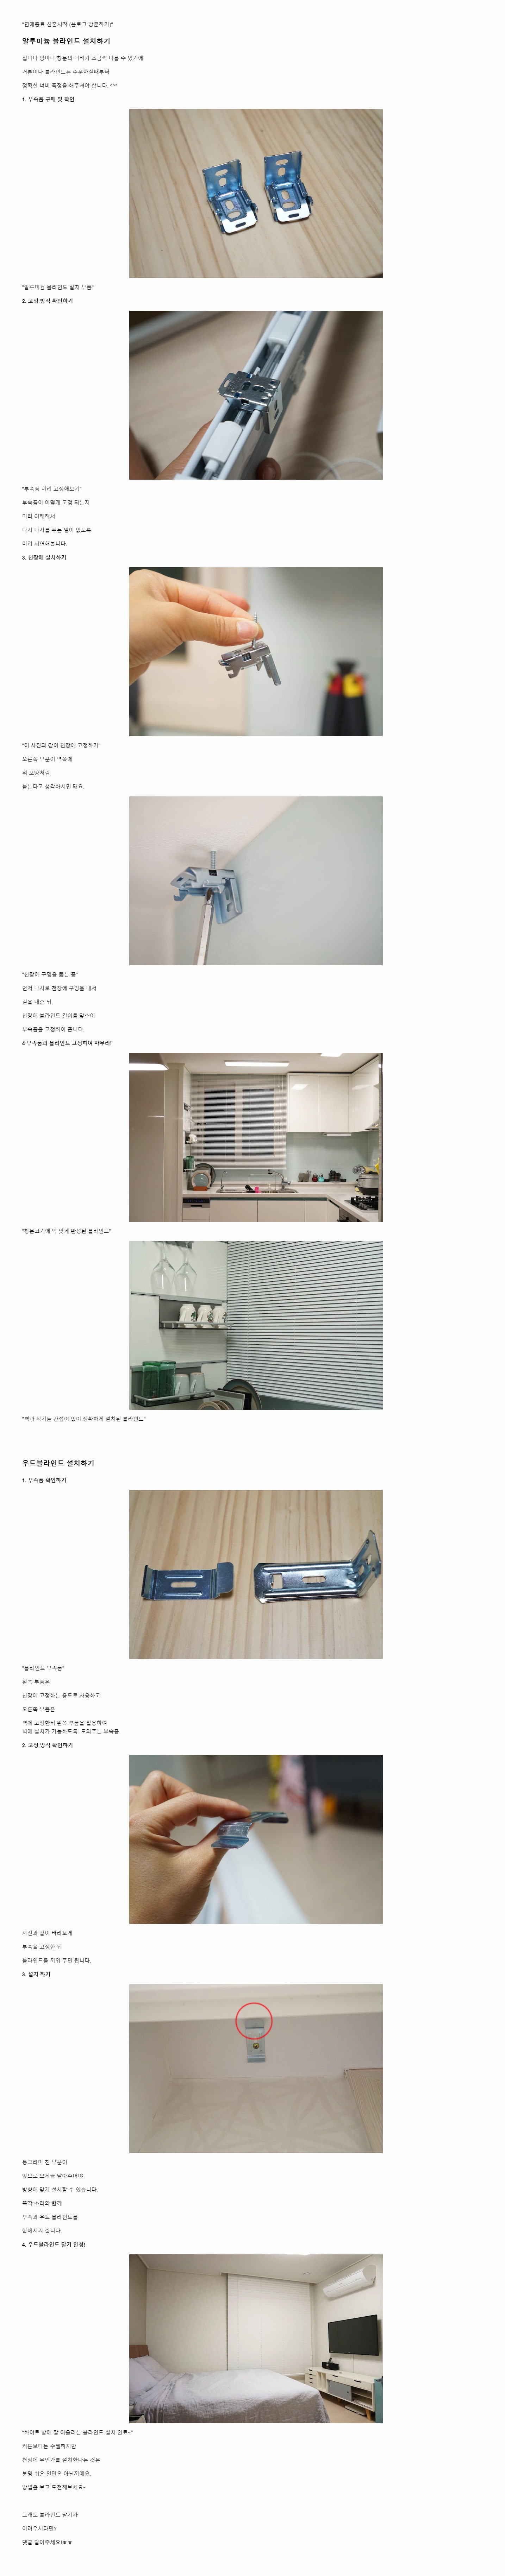 "연애종료 신혼시작 (블로그 방문하기)"
알루미늄 블라인드 설치하기
집마다 방마다 창문의 너비가 조금씩 다를 수 있기에
커튼이나 블라인드는 주문하실때부터
정확한 너비 측정을 해주셔야 합니다. ^^^
1. 부속품 구매 및 확인
"알루미늄 블라인드 설치 부품"
2. 고정 방식 확인하기
"부속품 미리 고정해보기"
부속품이 어떻게 고정 되는지
미리 이해해서
다시 나사를 푸는 일이 없도록
미리 시연해봅니다.
3. 천장에 설치하기
"이 사진과 같이 천장에 고정하기"
오른쪽 부분이 벽쪽에
위 모양처럼
붙는다고 생각하시면 돼요.
"천장에 구멍을 뚫는 중"
먼저 나사로 천장에 구멍을 내서
길을 내준 뒤,
천장에 블라인드 길이를 맞추어
부속품을 고정하여 줍니다.
4 부속품과 블라인드 고정하여 마무리!
"창문크기에 딱 맞게 완성된 블라인드"
"벽과 식기들 간섭이 없이 정확하게 설치된 블라인드"
우드블라인드 설치하기
1. 부속품 확인하기
"블라인드 부속품"
왼쪽 부품은
천장에 고정하는 용도로 사용하고
오른쪽 부품은
벽에 고정한뒤 왼쪽 부품을 활용하여
벽에 설치가 가능하도록 도와주는 부속품
2. 고정 방식 확인하기
사진과 같이 바라보게
부속을 고정한 뒤
블라인드를 끼워 주면 됩니다.
3. 설치 하기
동그라미 친 부분이
앞으로 오게끔 달아주어야
방향에 맞게 설치할 수 있습니다.
똑딱 소리와 함께
부속과 우드 블라인드를
합체시켜 줍니다.
4. 우드블라인드 달기 완성!
"화이트 방에 잘 어울리는 블라인드 설치 완료~"
커튼보다는 수월하지만
천장에 무언가를 설치한다는 것은
분명 쉬운 일만은 아닐꺼에요.
방법을 보고 도전해보세요~
그래도 블라인드 달기가
어려우시다면?
댓글 달아주세요!ㅎㅎ